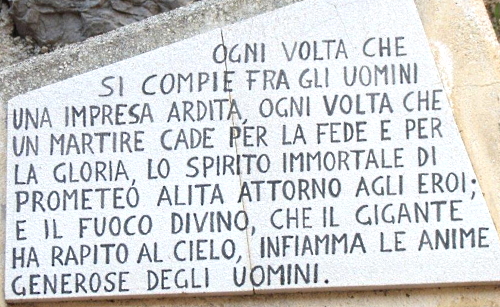 OGNI VOLTA CHE
SI COMPIE FRA GLI UOMINI
UNA IMPRESA ARDITA, OGNI VOLTA CHE
UN MARTIRE CADE PER LA FEDE E PER
LA GLORIA, LO SPIRITO IMMORTALE DI
PROMETEO ALITA ATTORNO AGLI EROI;
E IL FUOCO DIVINO, CHE IL GIGANTE
HA RAPITO AL CIELO, INFIAMMA LE ANIME
GENEROSE DEGLI UOMINI.